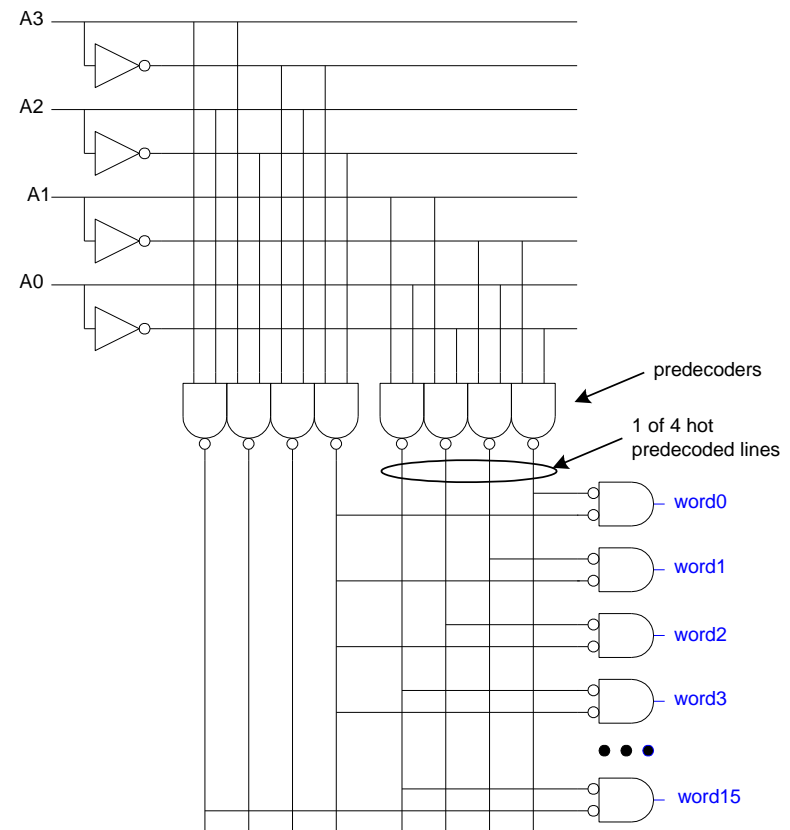 A3
A2
A1
A0
predecoders
1 of 4 hot
predecoded lines
word0
word1
word2
word3
word15